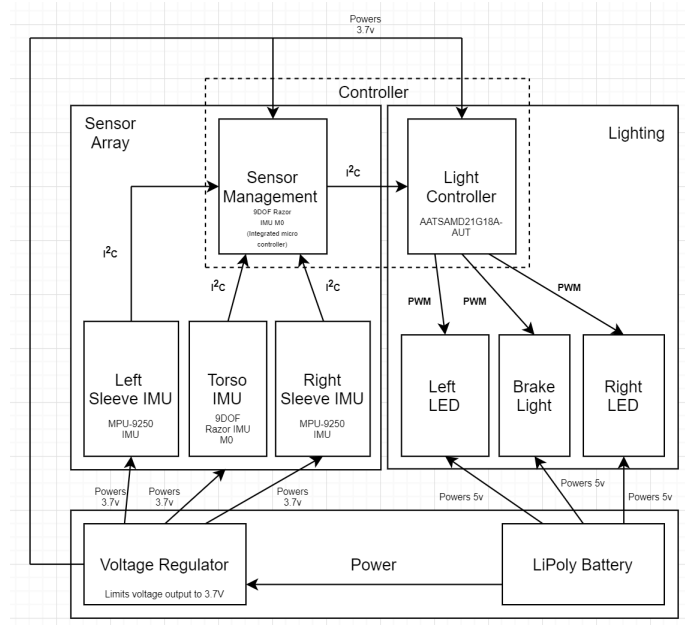 Powers
3.7v
Controller
Sensor
Array
Lighting
Sensor
Management
9DOF Razor
IMU M0
(Integrated micro
controller)
I²C
Light
Controller
AATSAMD21G18A-
AUT
I²C
I²C
I²C
PWM
PWM
PWM
Left
Sleeve IMU
MPU-9250
IMU
Torso
IMU
9DOF
Razor IMU
M0
Right
Sleeve IMU
MPU-9250
IMU
Left
LED
Brake
Light
Right
LED
Powers
3.7v
Powers
3.7v
Powers
3.7v
Powers 5v
Powers 5v
Powers 5v
Voltage Regulator
Limits voltage output to 3.7V
Power
LiPoly Battery